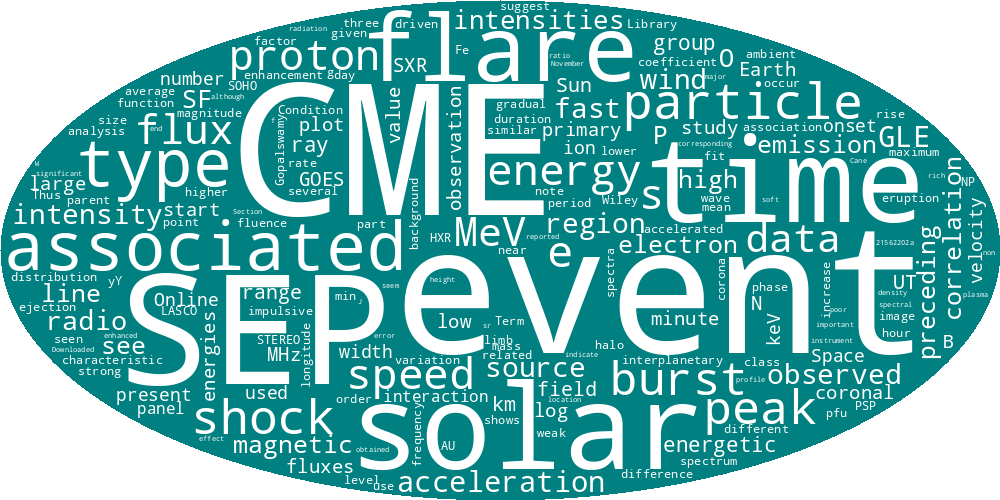 suggest
three driven intensities Library
radiation given
factor proton flare Fe group
SXR ratio November coefficient O ambient
enhancement gday major
number SOHO wind Earth occur
average although Sun
function SF CME value observation gradual fast particle
magnitude Condition duration
size flux plot similar primary P study association onset rise
analysis end f ion lower corresponding emission GLE
ray Gopalswamy fit maximum
type rate energy s time Cane
w GOES high
significant several note wave rich NP
large higher period Wiley mean eruption
Thus parent start background accelerated soft
intensity point Section part region correlation
fluence MeV data velocity
associated HXR reported electron 21562202a non
near e
distribution height spectra corona phase increase UT
yY range seem event density
line Online min j N keV spectral plasma
ejection LASCO impulsive poor image
radio SEP low sr Term minute important preceding
seen STEREO error limb hour
Downloaded enhanced see energies MHz longitude mass halo instrument B
characteristic width variation related indicate interplanetary class Space
strong speed source profile observed
present used order interaction field burst coronal
panel location
shock km log peak pfu PSP
frequency shows different
effect magnetic solar AU weak energetic
obtained
fluxes spectrum
level use acceleration difference